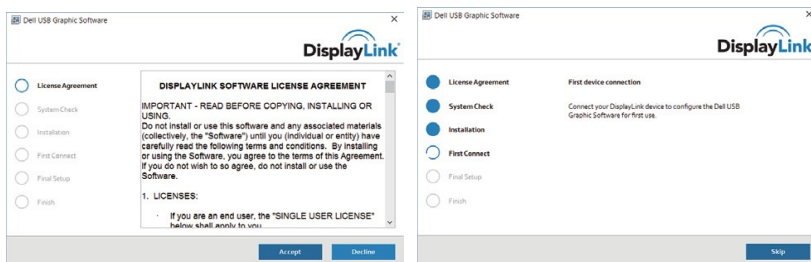 Dell USB Graphic Software
DisplayLink
License Agreement
System Check
Installation
First Connect
Final Setup
Finish
DISPLAYLINK SOFTWARE LICENSE AGREEMENT
IMPORTANT - READ BEFORE COPYING, INSTALLING OR
USING.
Do not install or use this software and any associated materials
(collectively, the "Software") until you (individual or entity) have
carefully read the following terms and conditions. By installing
or using the Software, you agree to the terms of this Agreement.
If you do not wish to so agree, do not install or use the
Software.
1. LICENSES:
· If you are an end user, the "SINGLE USER LICENSE"
below shall apply to you
Accept
Decline
Dell USB Graphic Software
DisplayLink
License Agreement
System Check
Installation
First Connect
Final Setup
Finish
First device connection
Connect your DisplayLink device to configure the Dell USB
Graphic Software for first use.
Skip